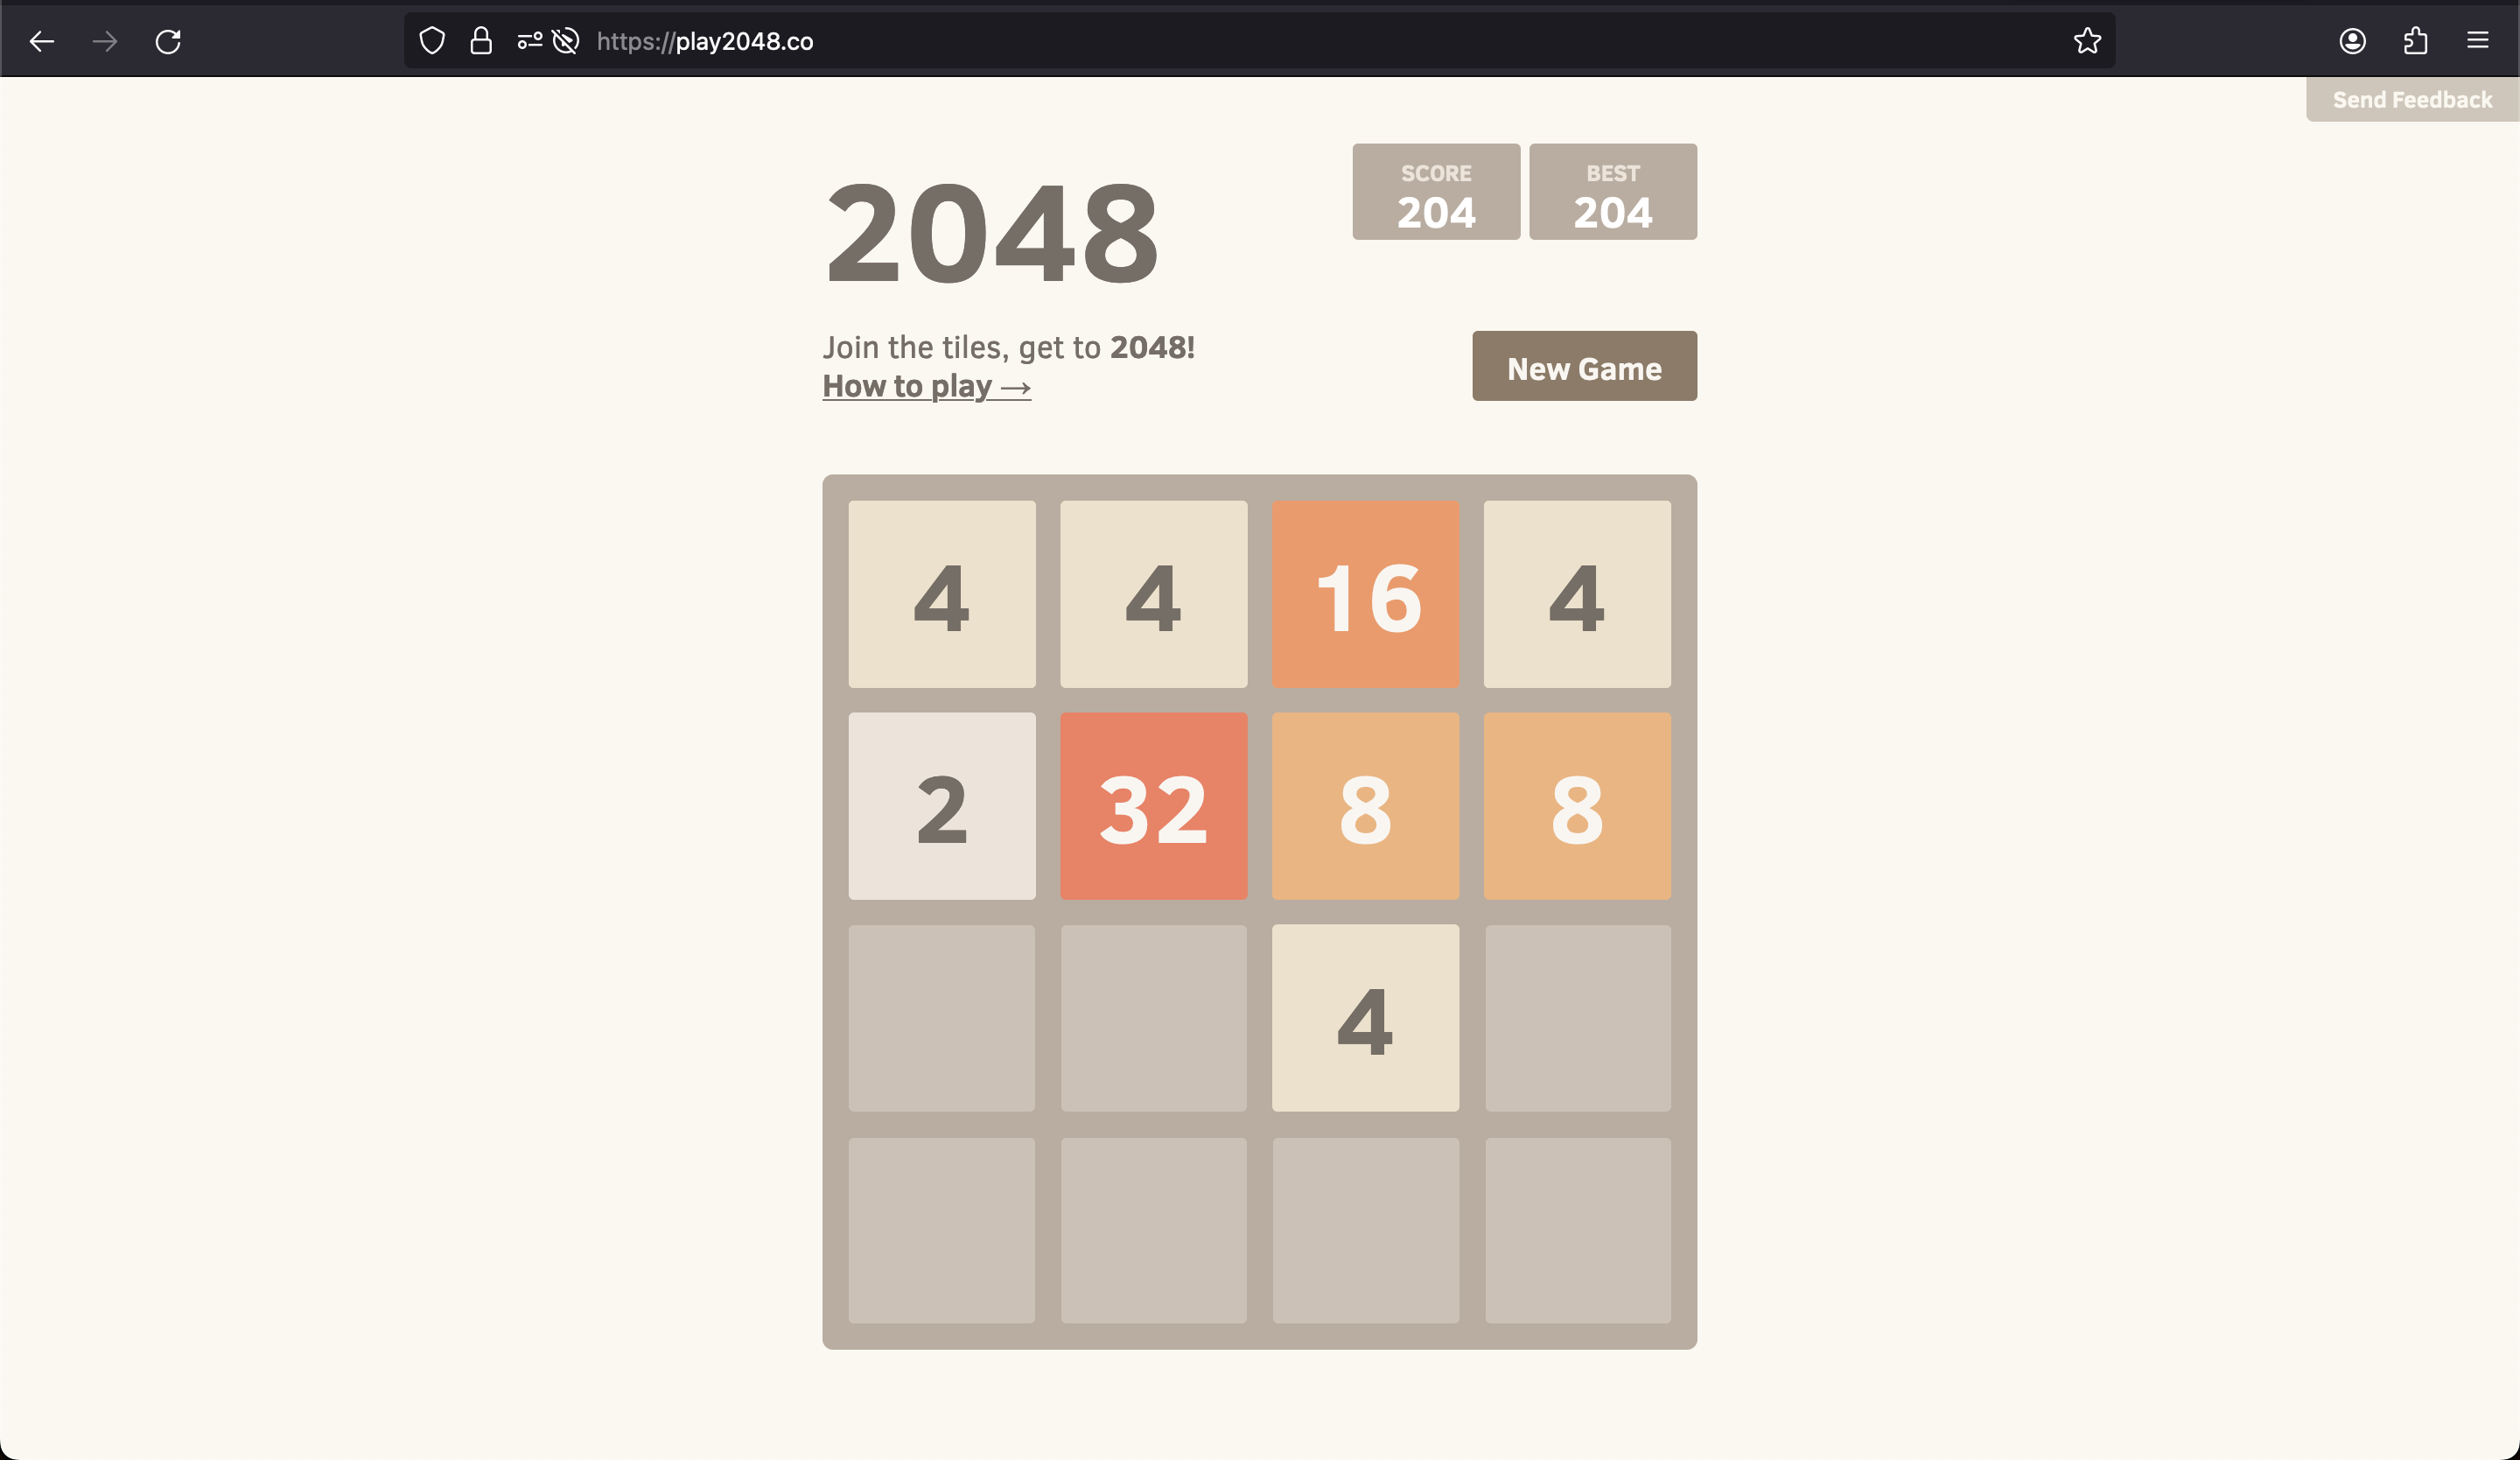 https://play2048.co
Send Feedback
2048
SCORE
204
BEST
204
Join the tiles, get to 2048!
How to play →
New Game
4 4 16 4
2 32 8 8
4